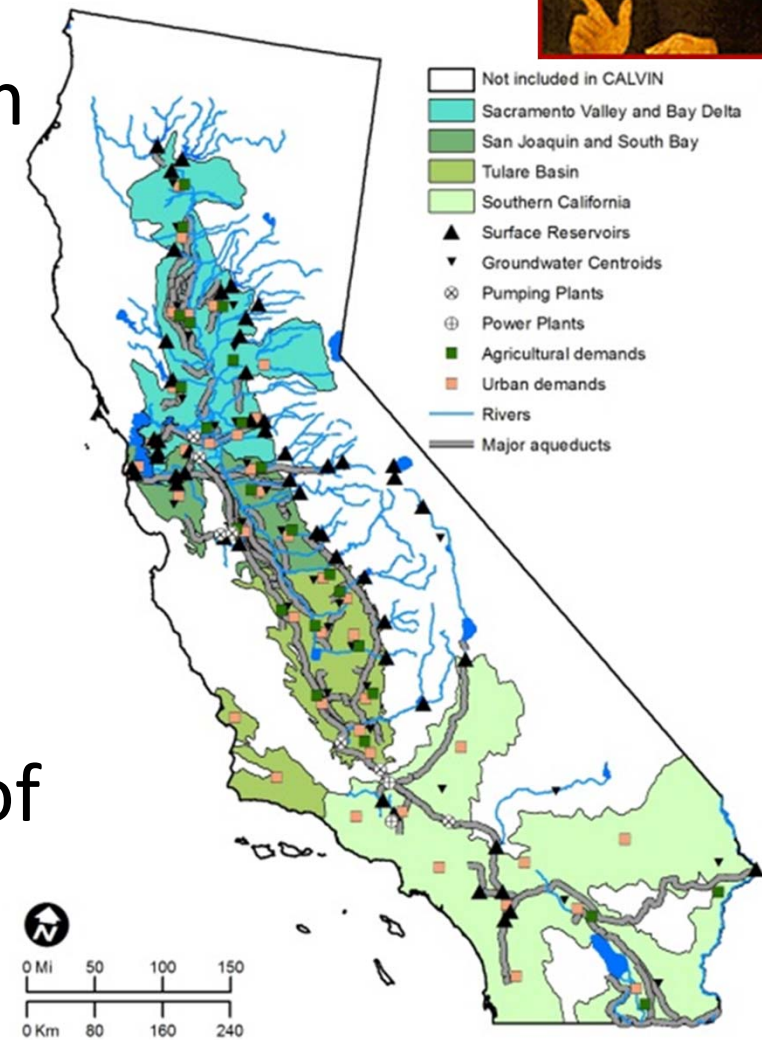 n
of
Not included in CALVIN
Sacramento Valley and Bay Delta
San Joaquin and South Bay
Tulare Basin
Southern California
Surface Reservoirs
Groundwater Centroids
Pumping Plants
Power Plants
Agricultural demands
Urban demands
Rivers
Major aqueducts
N
0 Mi 50 100 150
0 Km 80 160 240